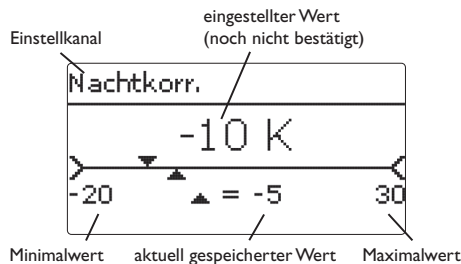 eingestellter Wert
(noch nicht bestätigt)
Einstellkanal
Nachtkorr.
-10 K
-20 ▲ = -5 30
Minimalwert aktuell gespeicherter Wert Maximalwert